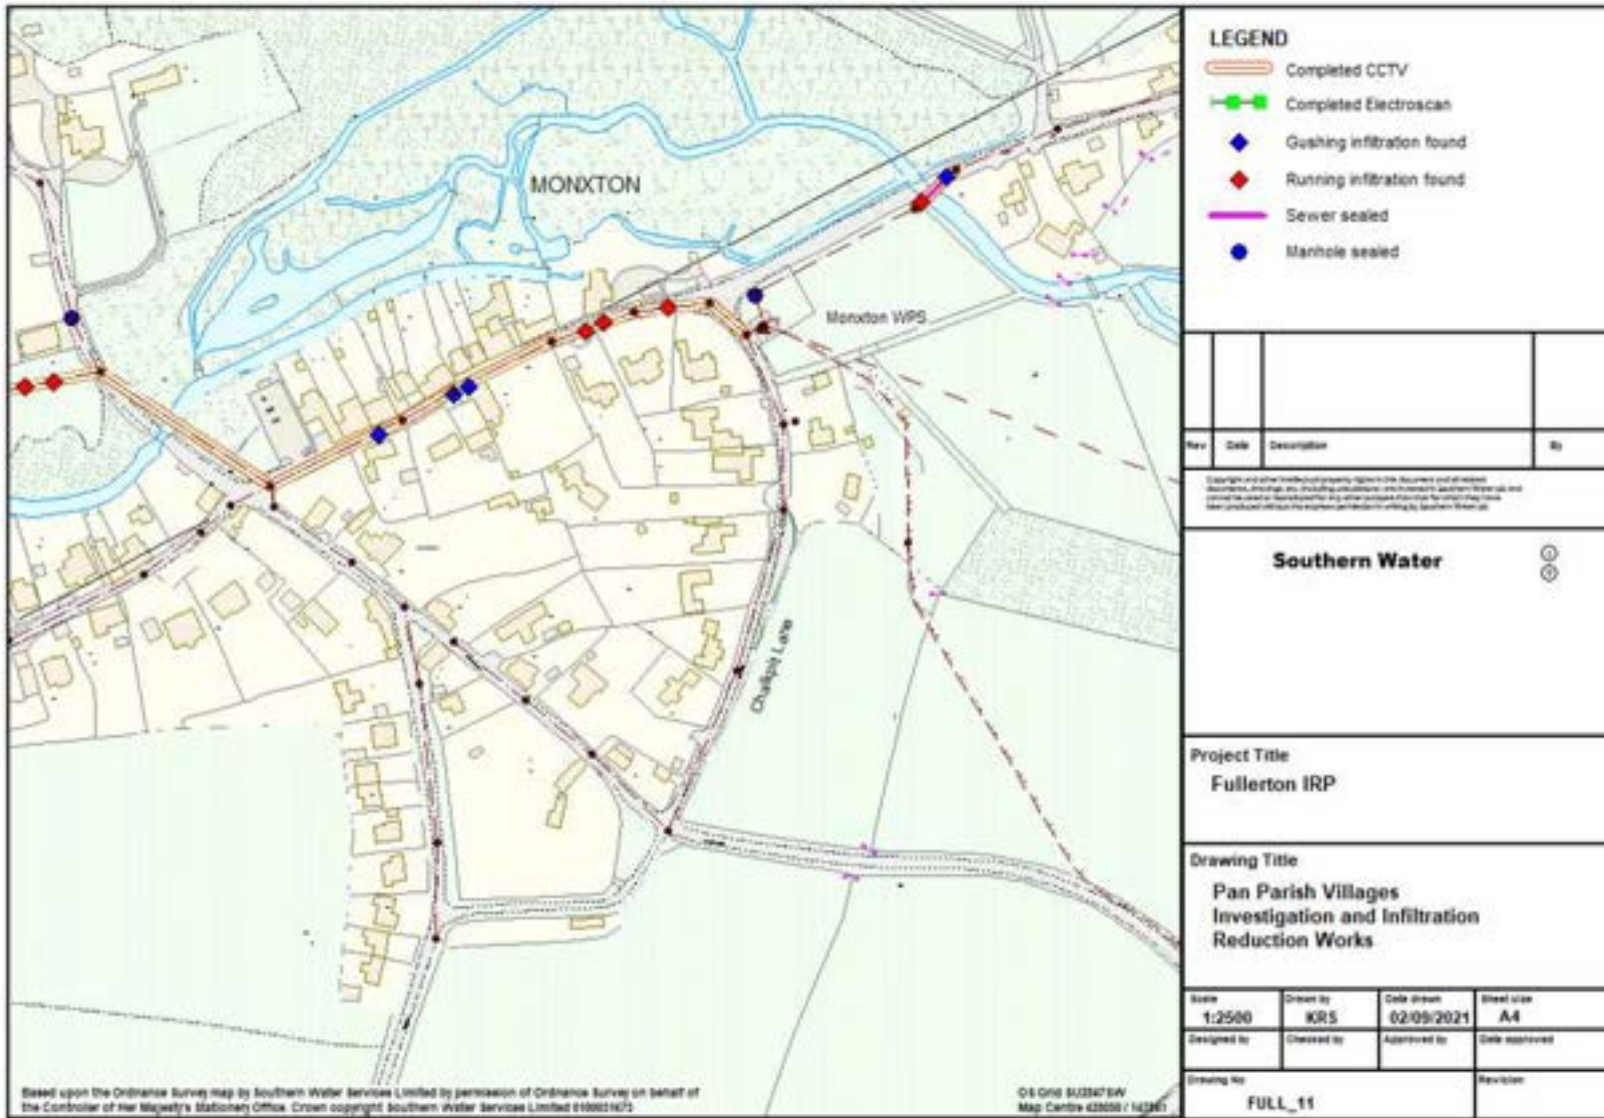 MONXTON
Monxton WPS
Chalkpit Lane
LEGEND
Completed CCTV
Completed Electroscan
Gushing infiltration found
Running infiltration found
Sewer sealed
Manhole sealed
Rev Date Description By
Southern Water
Project Title
Fullerton IRP
Drawing Title
Pan Parish Villages
Investigation and Infiltration
Reduction Works
Scale Drawn by Date drawn Sheet size
1:2500 KRS 02/09/2021 A4
Designed by Checked by Approved by Date approved
Drawing No Revision
FULL_11
Based upon the Ordnance Survey map by Southern Water Services Limited by permission of Ordnance Survey on behalf of
the Controller of Her Majesty's Stationery Office. Crown copyright Southern Water Services Limited
OS Grid
Map Centre